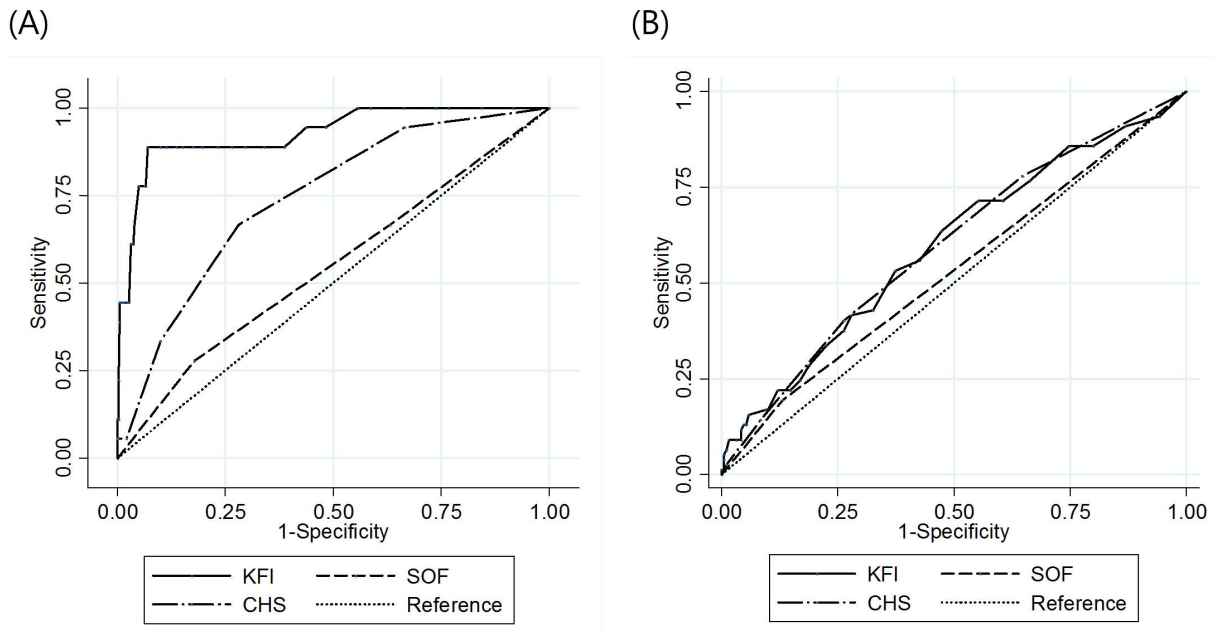 (A)
1.00
0.75
0.50
0.25
0.00
Sensitivity
0.00 0.25 0.50 0.75 1.00
1-Specificity
KFI SOF
CHS Reference
(B)
1.00
0.75
0.50
0.25
0.00
Sensitivity
0.00 0.25 0.50 0.75 1.00
1-Specificity
KFI SOF
CHS Reference